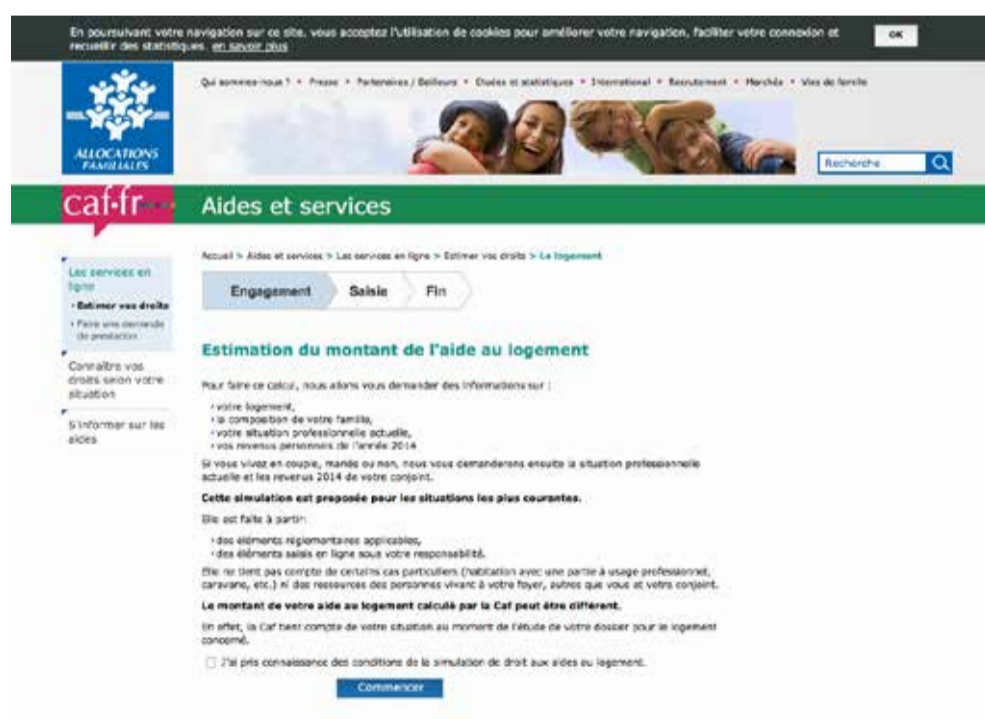 En poursuivant votre navigation sur ce site, vous acceptez l'utilisation de cookies pour améliorer votre navigation, faciliter votre connexion et
recueillir des statistiques. en savoir plus
OK
Qui sommes-nous ? • Presse • Partenaires / Bailleurs • Etudes et statistiques • International • Recrutement • Marchés • Vies de famille
ALLOCATIONS
FAMILIALES
Recherche
caf.fr
Aides et services
Accueil > Aides et services > Les services en ligne > Estimer vos droits > Le logement
Les services en
ligne
Estimer vos droits
Faire une demande
de prestation
Connaître vos
droits selon votre
situation
S'informer sur les
aides
Engagement Saisie Fin
Estimation du montant de l'aide au logement
Pour faire ce calcul, nous allons vous demander des informations sur :
votre logement,
la composition de votre famille,
votre situation professionnelle actuelle,
vos revenus personnels de l'année 2014
Si vous vivez en couple, mariés ou non, nous vous demanderons ensuite la situation professionnelle
actuelle et les revenus 2014 de votre conjoint.
Cette simulation est proposée pour les situations les plus courantes.
Elle est faite à partir:
des éléments réglementaires applicables,
des éléments saisis en ligne sous votre responsabilité.
Elle ne tient pas compte de certains cas particuliers (habitation avec une partie à usage professionnel,
caravane, etc.) ni des ressources des personnes vivant à votre foyer, autres que vous et votre conjoint.
Le montant de votre aide au logement calculé par la Caf peut être différent.
En effet, la Caf tient compte de votre situation au moment de l'étude de votre dossier pour le logement
concerné.
J'ai pris connaissance des conditions de la simulation de droit aux aides au logement.
Commencer